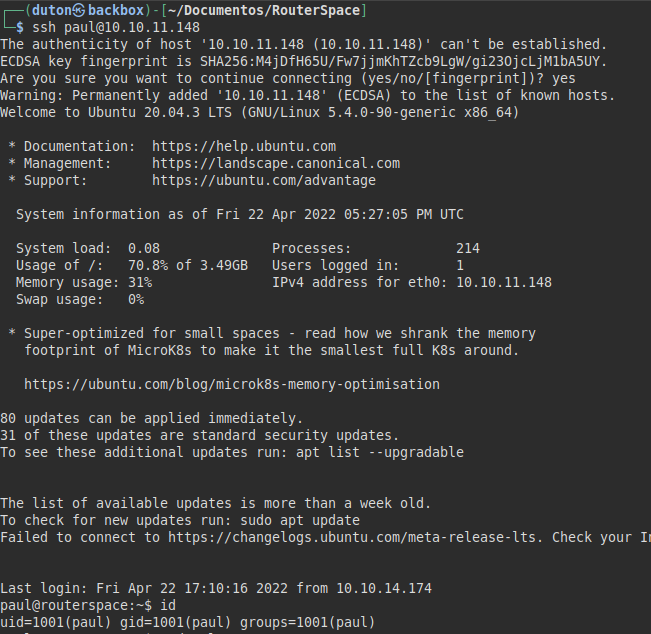 (duton㉿backbox)-[~/Documentos/RouterSpace]
$ ssh paul@10.10.11.148
The authenticity of host '10.10.11.148 (10.10.11.148)' can't be established.
ECDSA key fingerprint is SHA256:M4jDfH65U/Fw7jjmKhTZcb9LgW/gi23OjcLjM1bA5UY.
Are you sure you want to continue connecting (yes/no/[fingerprint])? yes
Warning: Permanently added '10.10.11.148' (ECDSA) to the list of known hosts.
Welcome to Ubuntu 20.04.3 LTS (GNU/Linux 5.4.0-90-generic x86_64)
* Documentation:  https://help.ubuntu.com
* Management:     https://landscape.canonical.com
* Support:        https://ubuntu.com/advantage
System information as of Fri 22 Apr 2022 05:27:05 PM UTC
System load:  0.08              Processes:             214
Usage of /:   70.8% of 3.49GB   Users logged in:       1
Memory usage: 31%               IPv4 address for eth0: 10.10.11.148
Swap usage:   0%
* Super-optimized for small spaces - read how we shrank the memory
footprint of MicroK8s to make it the smallest full K8s around.
https://ubuntu.com/blog/microk8s-memory-optimisation
80 updates can be applied immediately.
31 of these updates are standard security updates.
To see these additional updates run: apt list --upgradable
The list of available updates is more than a week old.
To check for new updates run: sudo apt update
Failed to connect to https://changelogs.ubuntu.com/meta-release-lts. Check your
Last login: Fri Apr 22 17:10:16 2022 from 10.10.14.174
paul@routerspace:~$ id
uid=1001(paul) gid=1001(paul) groups=1001(paul)